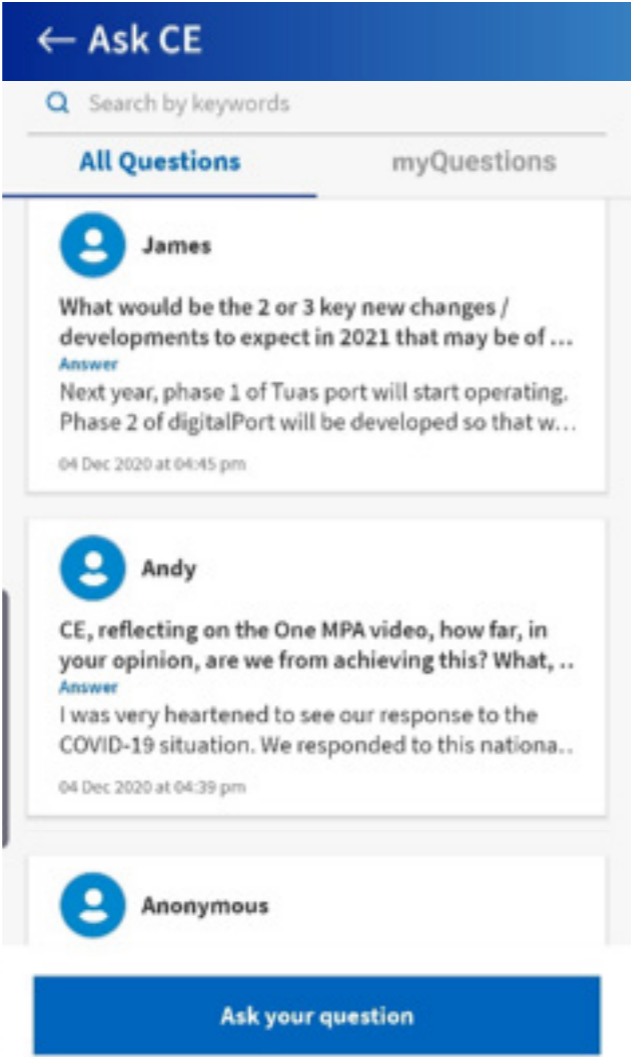 ← Ask CE
Search by keywords
All Questions myQuestions
James
What would be the 2 or 3 key new changes /
developments to expect in 2021 that may be of ...
Answer
Next year, phase 1 of Tuas port will start operating.
Phase 2 of digitalPort will be developed so that w...
04 Dec 2020 at 04:45 pm
Andy
CE, reflecting on the One MPA video, how far, in
your opinion, are we from achieving this? What, ..
Answer
I was very heartened to see our response to the
COVID-19 situation. We responded to this nationa..
04 Dec 2020 at 04:39 pm
Anonymous
Ask your question